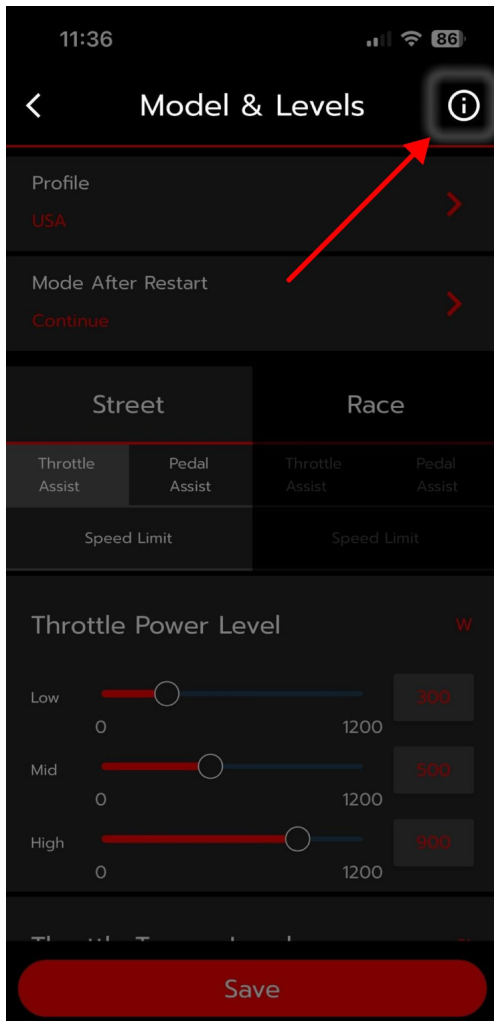 11:36
86
Model & Levels
Profile
USA
Mode After Restart
Continue
Street
Race
Throttle Assist
Pedal Assist
Throttle Assist
Pedal Assist
Speed Limit
Speed Limit
Throttle Power Level
W
Low
300
0
1200
Mid
500
0
1200
High
900
0
1200
Save